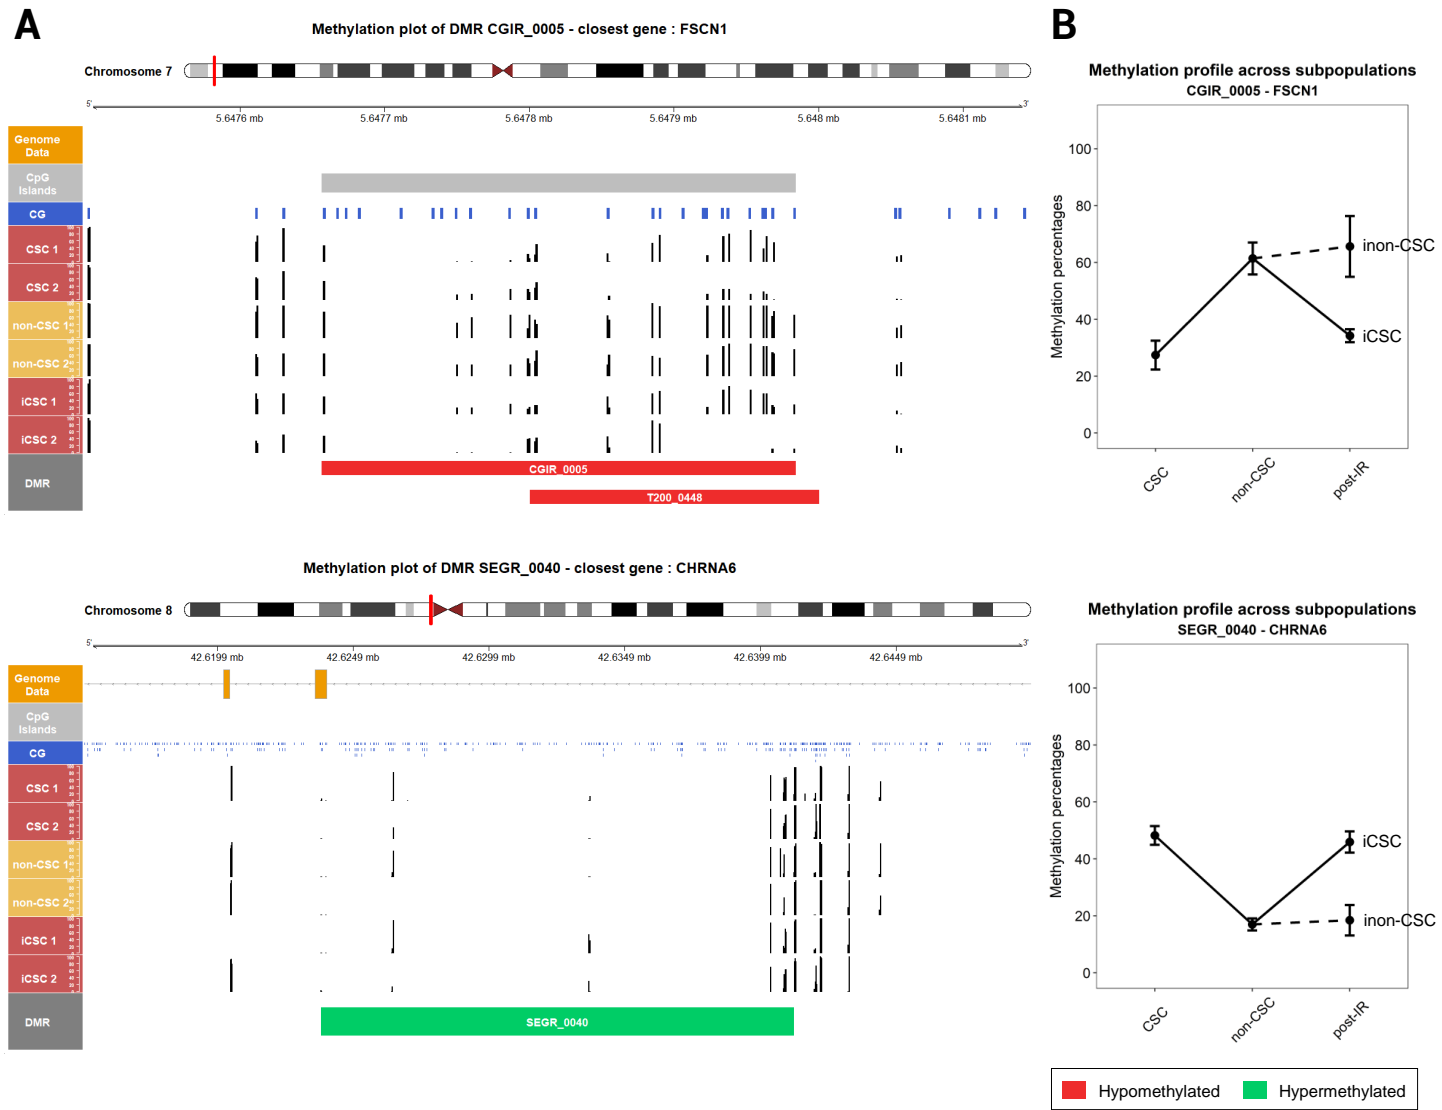 A
Methylation plot of DMR CGIR_0005 - closest gene : FSCN1
Chromosome 7
5'
3'
5.6476 mb
5.6477 mb
5.6478 mb
5.6479 mb
5.648 mb
5.6481 mb
Genome
Data
CpG
Islands
CG
CSC 1
CSC 2
non-CSC 1
non-CSC 2
iCSC 1
iCSC 2
DMR
CGIR_0005
T200_0448
B
Methylation profile across subpopulations
CGIR_0005 - FSCN1
Methylation percentages
100
80
60
40
20
0
inon-CSC
iCSC
CSC
non-CSC
post-IR
Methylation plot of DMR SEGR_0040 - closest gene : CHRNA6
Chromosome 8
5'
3'
42.6199 mb
42.6249 mb
42.6299 mb
42.6349 mb
42.6399 mb
42.6449 mb
Genome
Data
CpG
Islands
CG
CSC 1
CSC 2
non-CSC 1
non-CSC 2
iCSC 1
iCSC 2
DMR
SEGR_0040
Methylation profile across subpopulations
SEGR_0040 - CHRNA6
Methylation percentages
100
80
60
40
20
0
iCSC
inon-CSC
CSC
non-CSC
post-IR
Hypomethylated
Hypermethylated